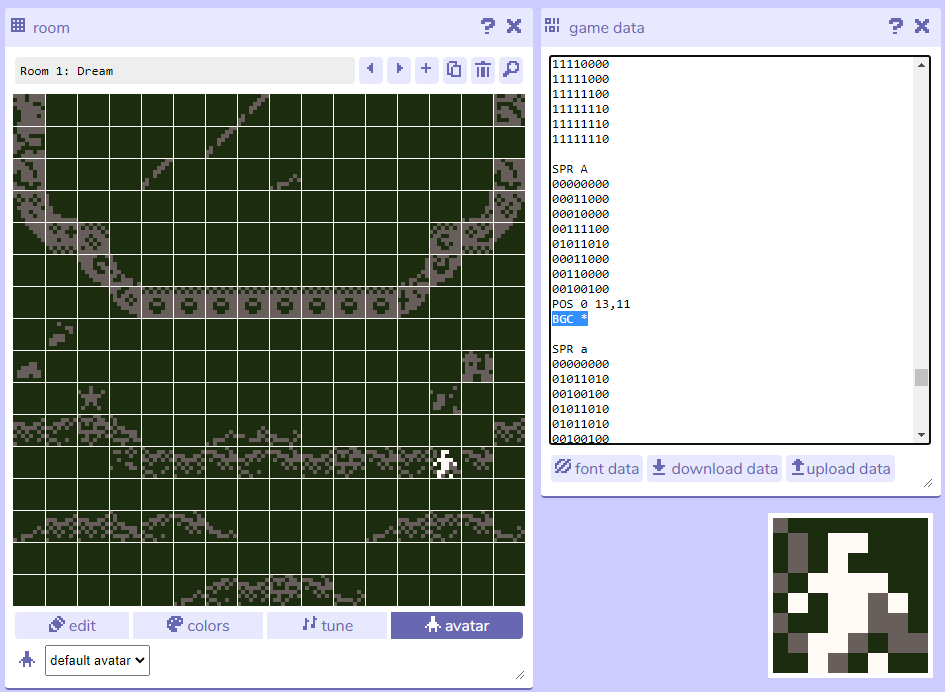 room
?
Room 1: Dream
edit
colors
tune
avatar
default avatar
game data
?
11110000
11111000
11111100
11111110
11111110
11111110
SPR A
00000000
00011000
00010000
00111100
01011010
00011000
00110000
00100100
POS 0 13,11
BGC *
SPR a
00000000
01011010
00100100
01011010
01011010
00100100
font data
download data
upload data